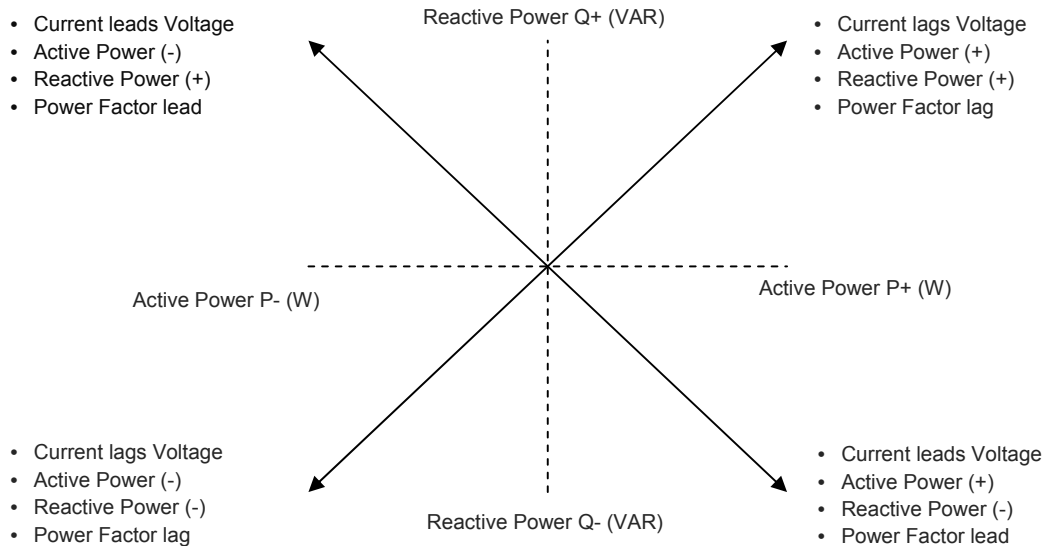 • Current leads Voltage
• Active Power (-)
• Reactive Power (+)
• Power Factor lead
Reactive Power Q+ (VAR)
• Current lags Voltage
• Active Power (+)
• Reactive Power (+)
• Power Factor lag
Active Power P- (W)
Active Power P+ (W)
• Current lags Voltage
• Active Power (-)
• Reactive Power (-)
• Power Factor lag
Reactive Power Q- (VAR)
• Current leads Voltage
• Active Power (+)
• Reactive Power (-)
• Power Factor lead